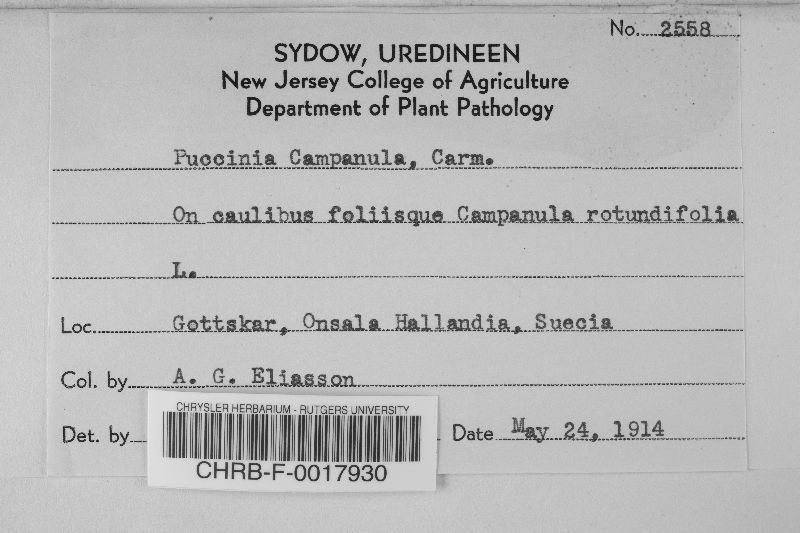 No. 2558
SYDOW, UREDINEEN
New Jersey College of Agriculture
Department of Plant Pathology
Puccinia Campanula, Carm.
On caulibus foliisque Campanula rotundifolia
L.
Loc. Gottskar, Onsala Hallandia, Suecia
Col. by A. G. Eliasson
Det. by Date May 24, 1914
CHRYSLER HERBARIUM - RUTGERS UNIVERSITY
CHRB-F-0017930